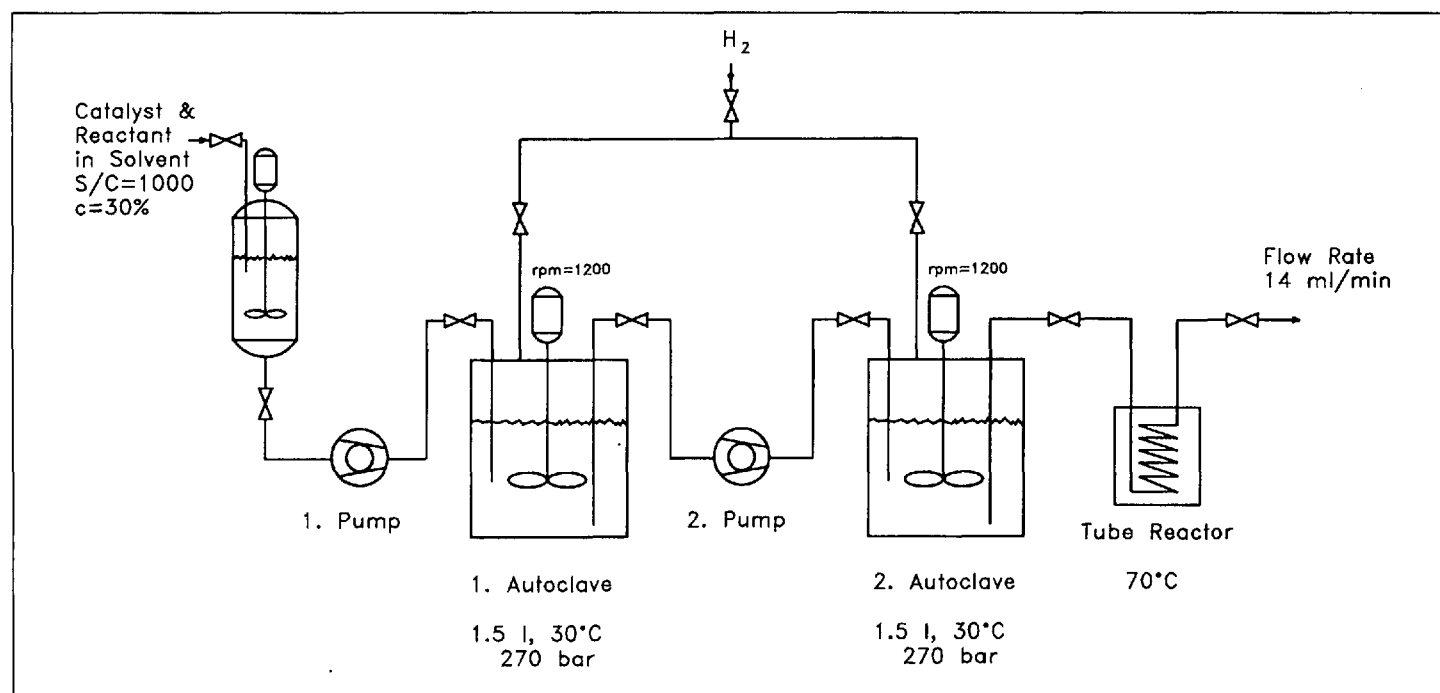 H2
Catalyst &
Reactant
in Solvent
S/C=1000
c=30%
rpm=1200
rpm=1200
Flow Rate
14 ml/min
1. Pump
2. Pump
Tube Reactor
70°C
1. Autoclave
1.5 l, 30°C
270 bar
2. Autoclave
1.5 l, 30°C
270 bar